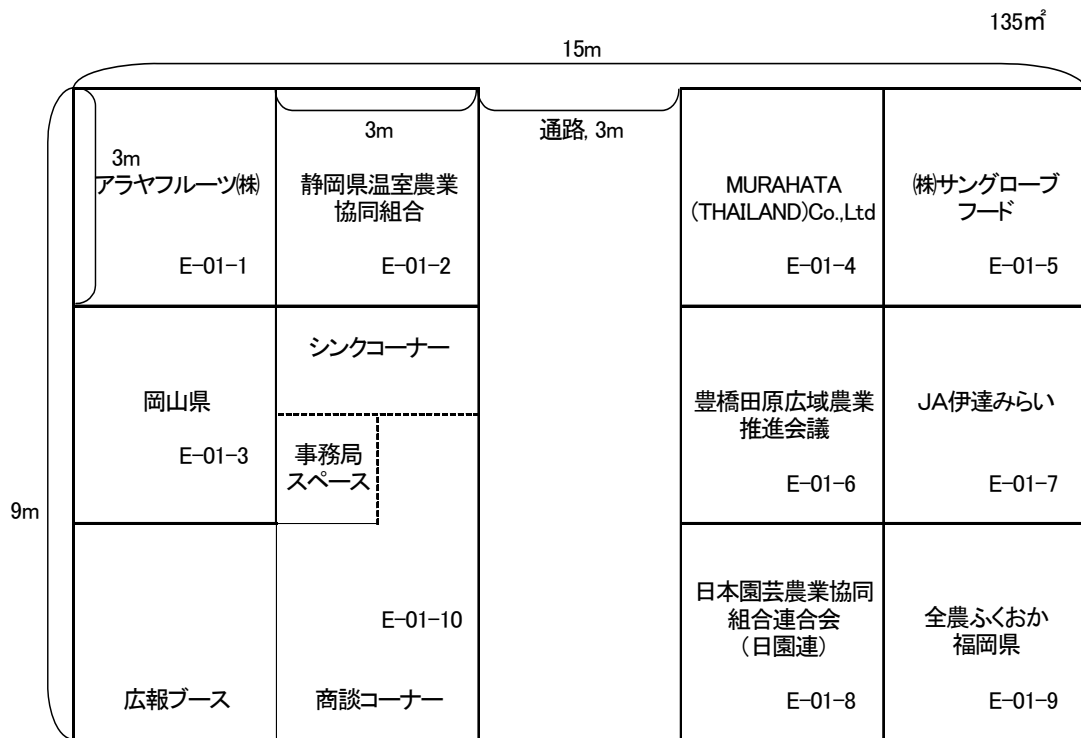 135㎡
15m
3m
通路, 3m
3m
アラヤフルーツ㈱
E-01-1
静岡県温室農業
協同組合
E-01-2
MURAHATA
(THAILAND)Co.,Ltd
E-01-4
㈱サングローブ
フード
E-01-5
シンクコーナー
岡山県
E-01-3
事務局
スペース
豊橋田原広域農業
推進会議
E-01-6
JA伊達みらい
E-01-7
9m
E-01-10
広報ブース
商談コーナー
日本園芸農業協同
組合連合会
(日園連)
E-01-8
全農ふくおか
福岡県
E-01-9